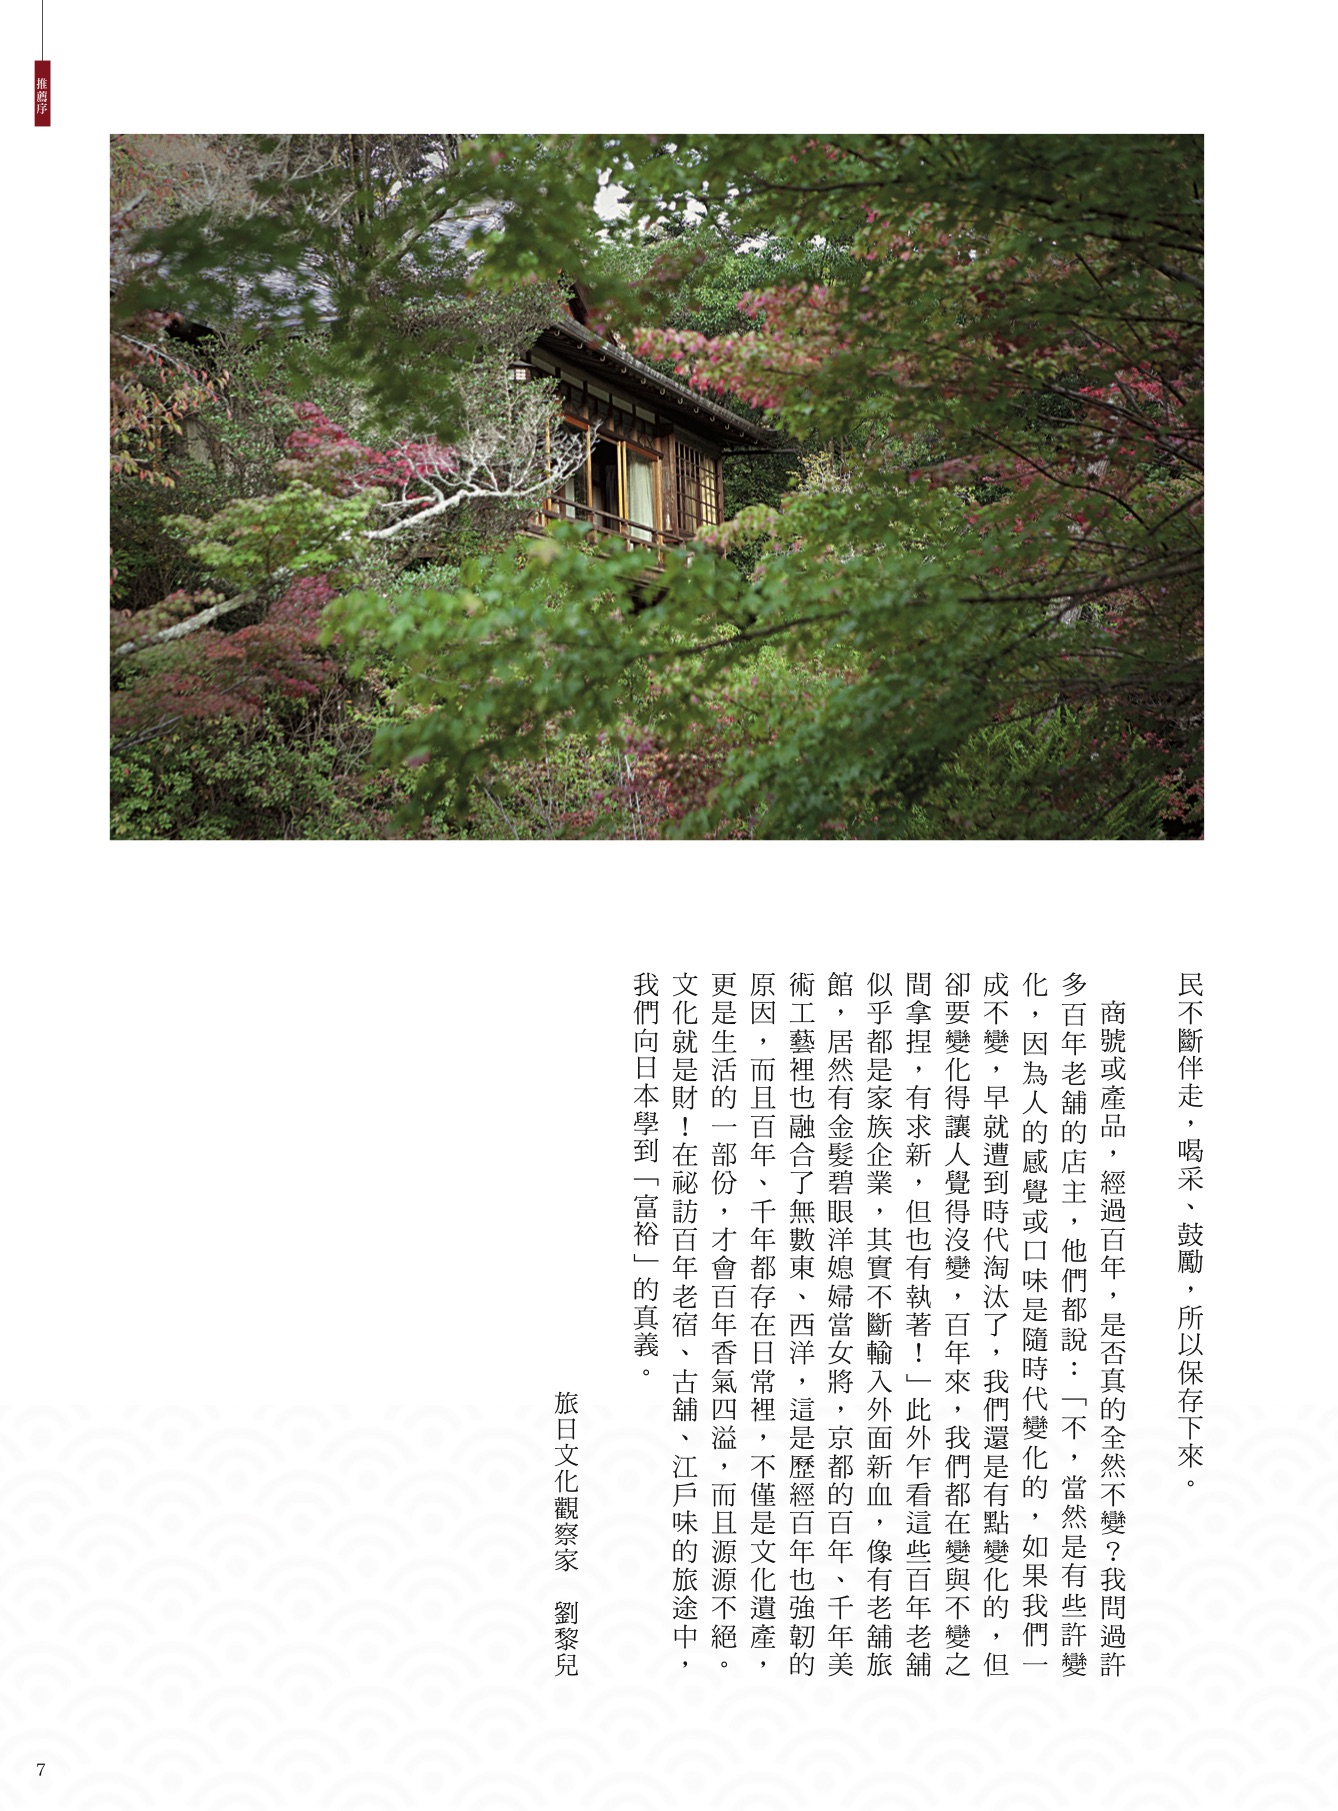 推薦序
民不斷伴走，喝采、鼓勵，所以保存下來。
商號或產品，經過百年，是否真的全然不變？我問過許
多百年老舖的店主，他們都說：「不，當然是有些許變
化，因為人的感覺或口味是隨時代變化的，如果我們一
成不變，早就遭到時代淘汰了，我們還是有點變化的，但
卻要變化得讓人覺得沒變，百年來，我們都在變與不變之
間拿捏，有求新，但也有執著！」此外乍看這些百年老舖
似乎都是家族企業，其實不斷輸入外面新血，像有老舖旅
館，居然有金髮碧眼洋媳婦當女將，京都的百年、千年美
術工藝裡也融合了無數東、西洋，這是歷經百年也強韌的
原因，而且百年、千年都存在日常裡，不僅是文化遺產，
更是生活的一部份，才會百年香氣四溢，而且源源不絕。
文化就是財！在祕訪百年老宿、古舖、江戶味的旅途中，
我們向日本學到「富裕」的真義。
旅日文化觀察家　劉黎兒
7